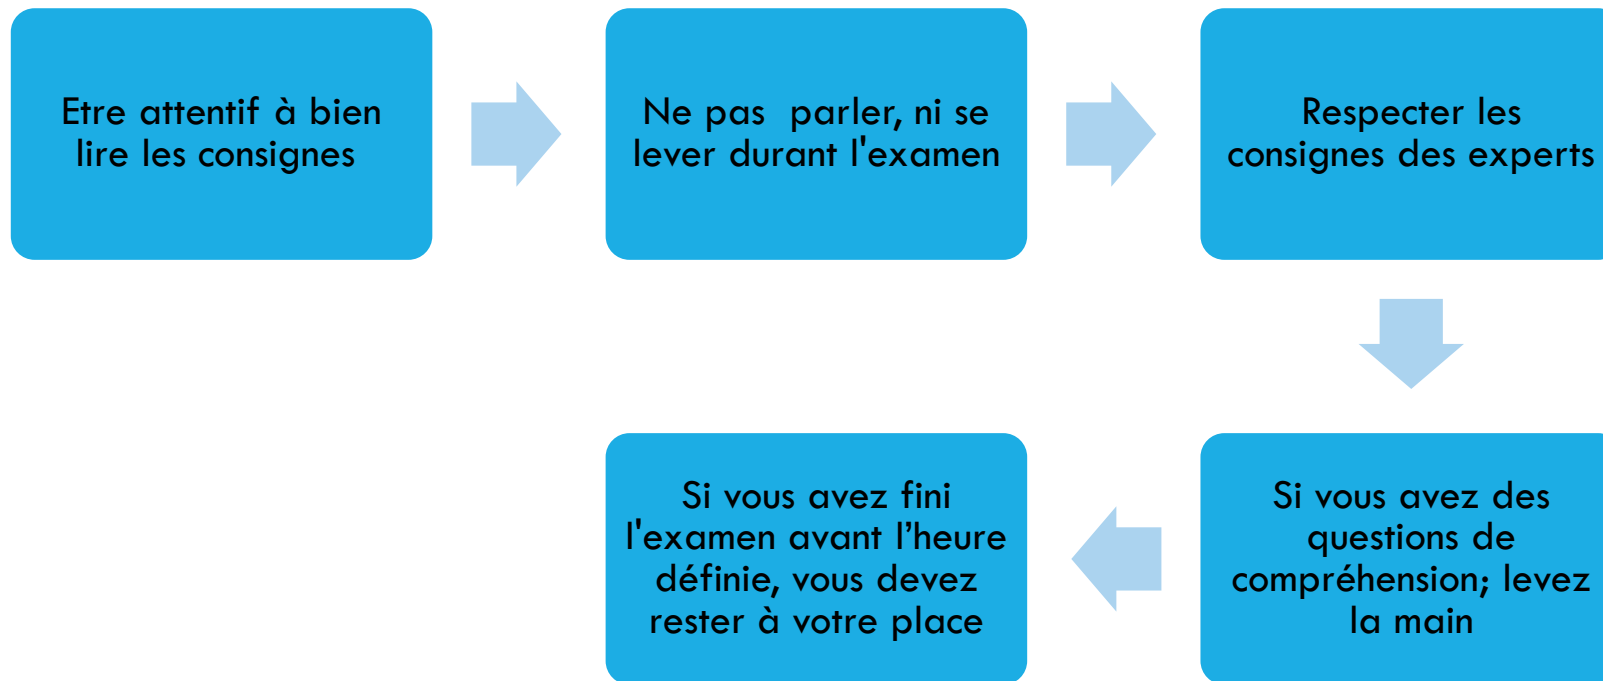 Etre attentif à bien
lire les consignes
Ne pas  parler, ni se
lever durant l'examen
Respecter les
consignes des experts
Si vous avez des
questions de
compréhension; levez
la main
Si vous avez fini
l'examen avant l’heure
définie, vous devez
rester à votre place